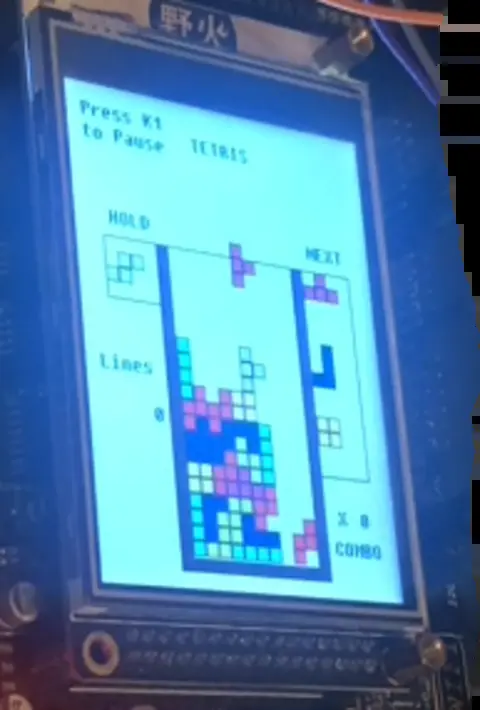 野火
Press K1
to Pause TETRIS
HOLD
NEXT
Lines
0
X 0
COMBO